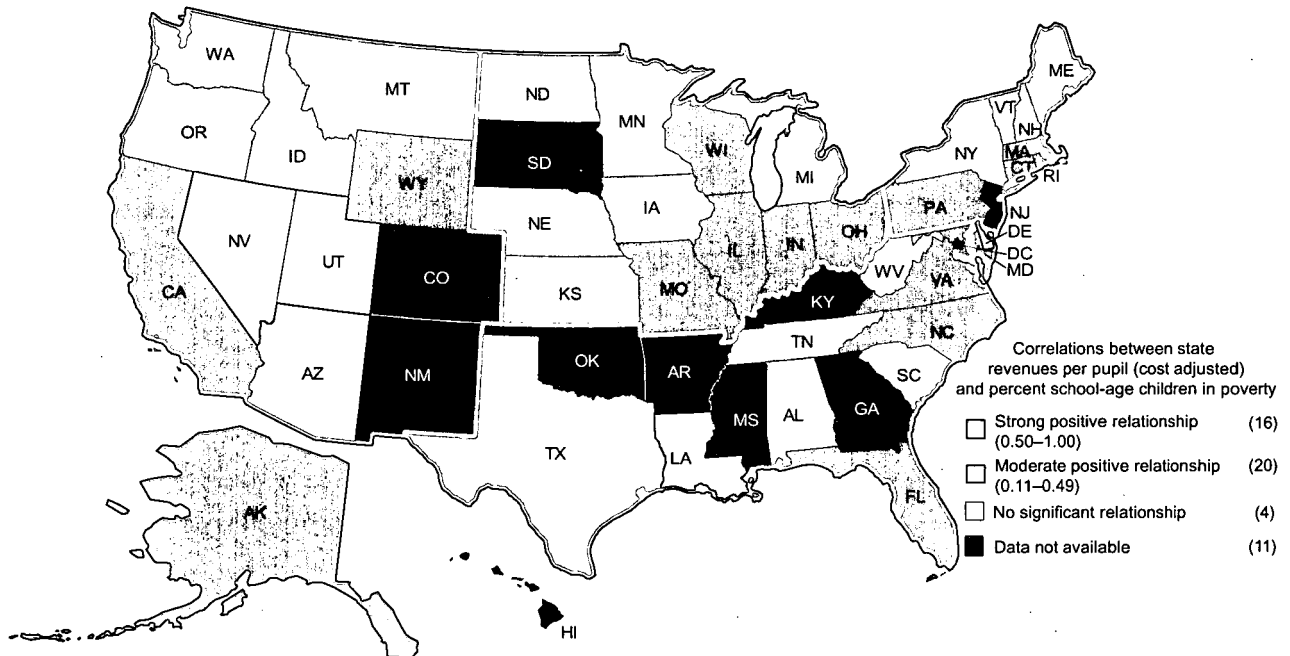 WA
MT
ND
MN
ME
VT
NH
OR
ID
SD
WI
NY
MA
CT
RI
WY
MI
IA
PA
NE
NJ
NV
OH
DE
IL
IN
UT
CO
DC
WV
MD
CA
KS
MO
VA
KY
NC
TN
OK
AR
AZ
NM
SC
MS
AL
GA
TX
LA
FL
AK
HI
Correlations between state
revenues per pupil (cost adjusted)
and percent school-age children in poverty
Strong positive relationship (16)
(0.50–1.00)
Moderate positive relationship (20)
(0.11–0.49)
No significant relationship (4)
Data not available (11)